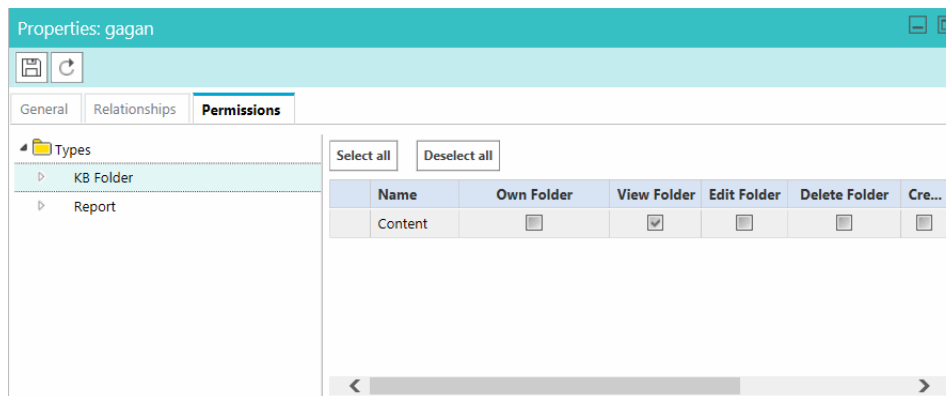 Properties: gagan
General Relationships Permissions
Types
KB Folder
Report
Select all Deselect all
Name Own Folder View Folder Edit Folder Delete Folder Cre...
Content